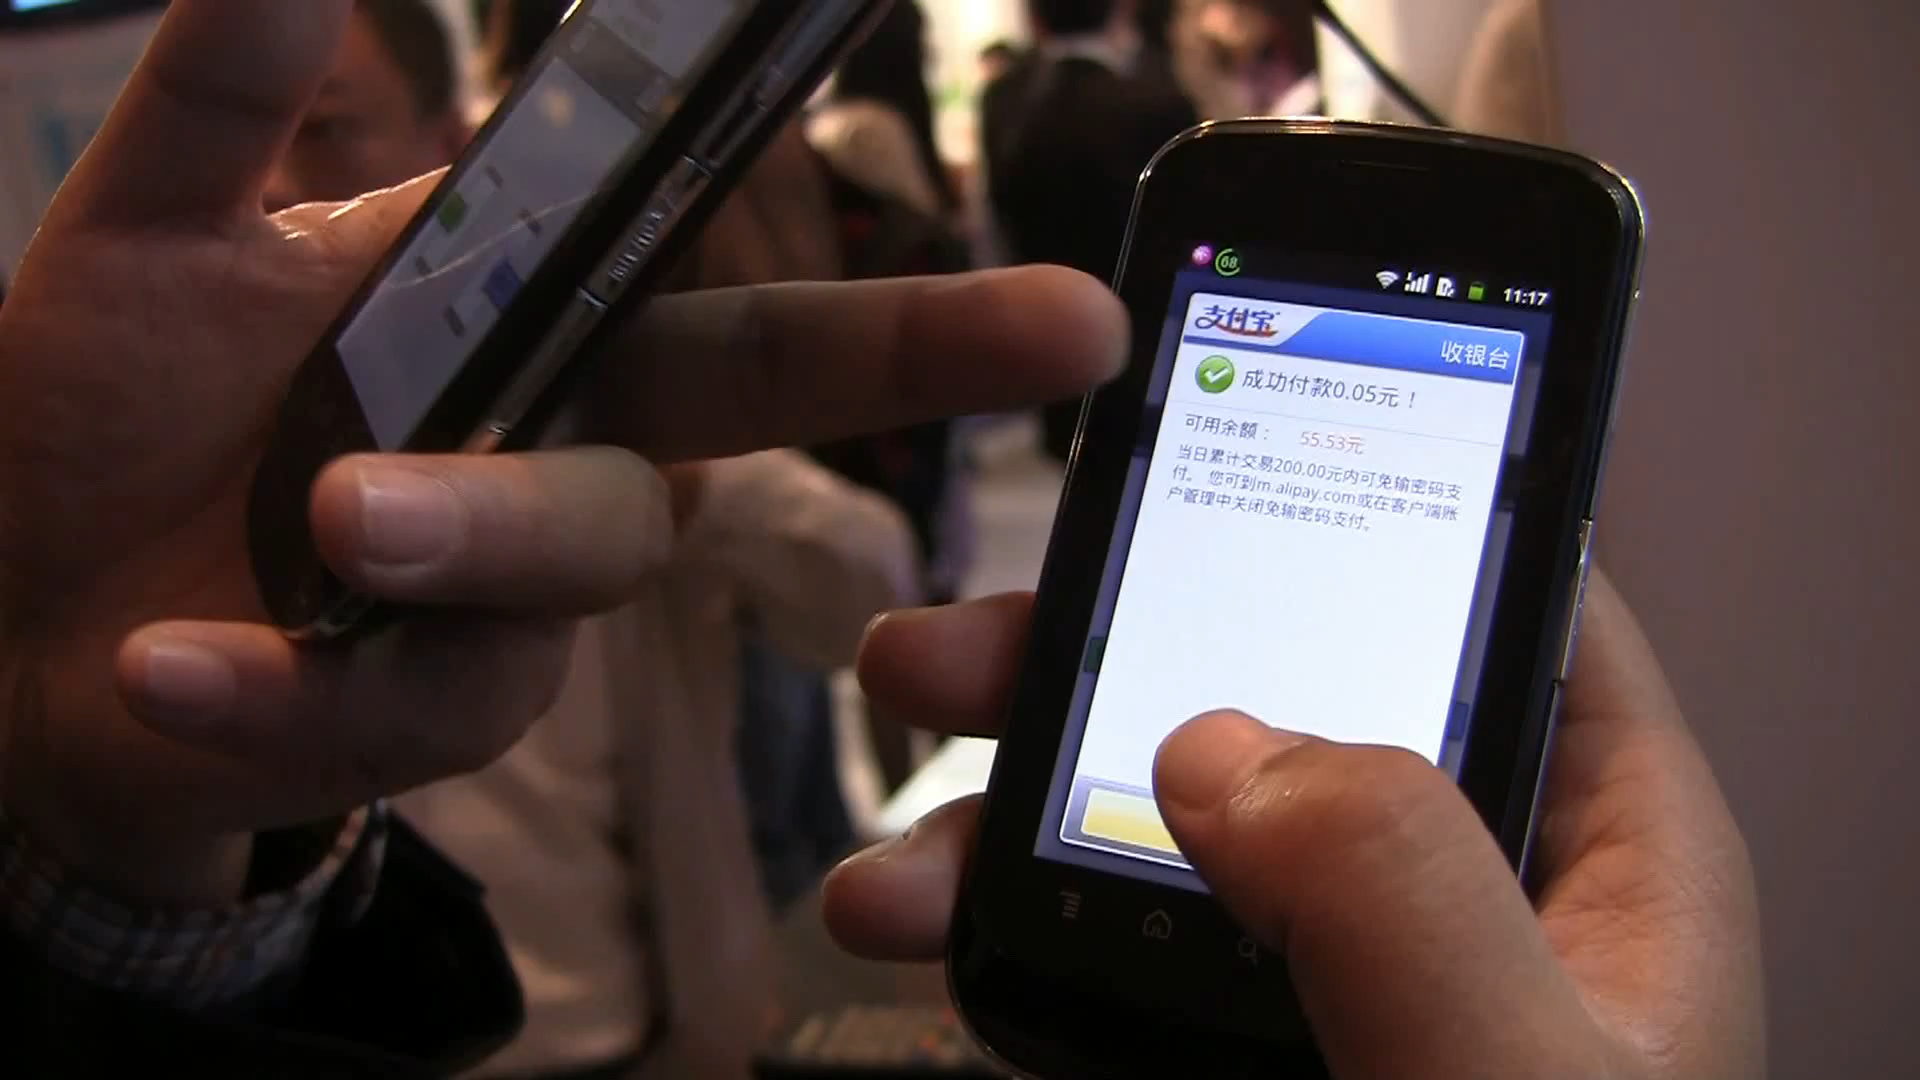 68
11:17
支付宝
收银台
成功付款0.05元！
可用余额： 55.53元
当日累计交易200.00元内可免输密码支
付。 您可到m.alipay.com或在客户端账
户管理中关闭免输密码支付。